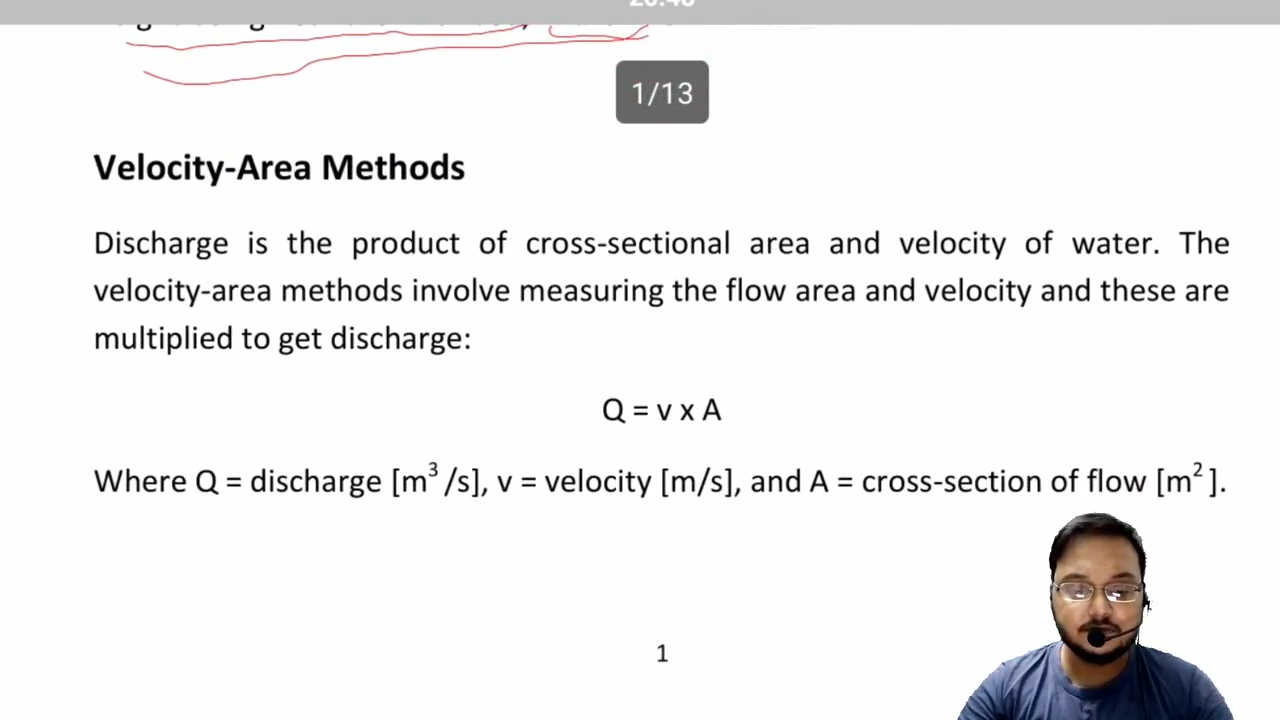 1/13
Velocity-Area Methods
Discharge is the product of cross-sectional area and velocity of water. The
velocity-area methods involve measuring the flow area and velocity and these are
multiplied to get discharge:
Q = v x A
Where Q = discharge [m³/s], v = velocity [m/s], and A = cross-section of flow [m²].
1